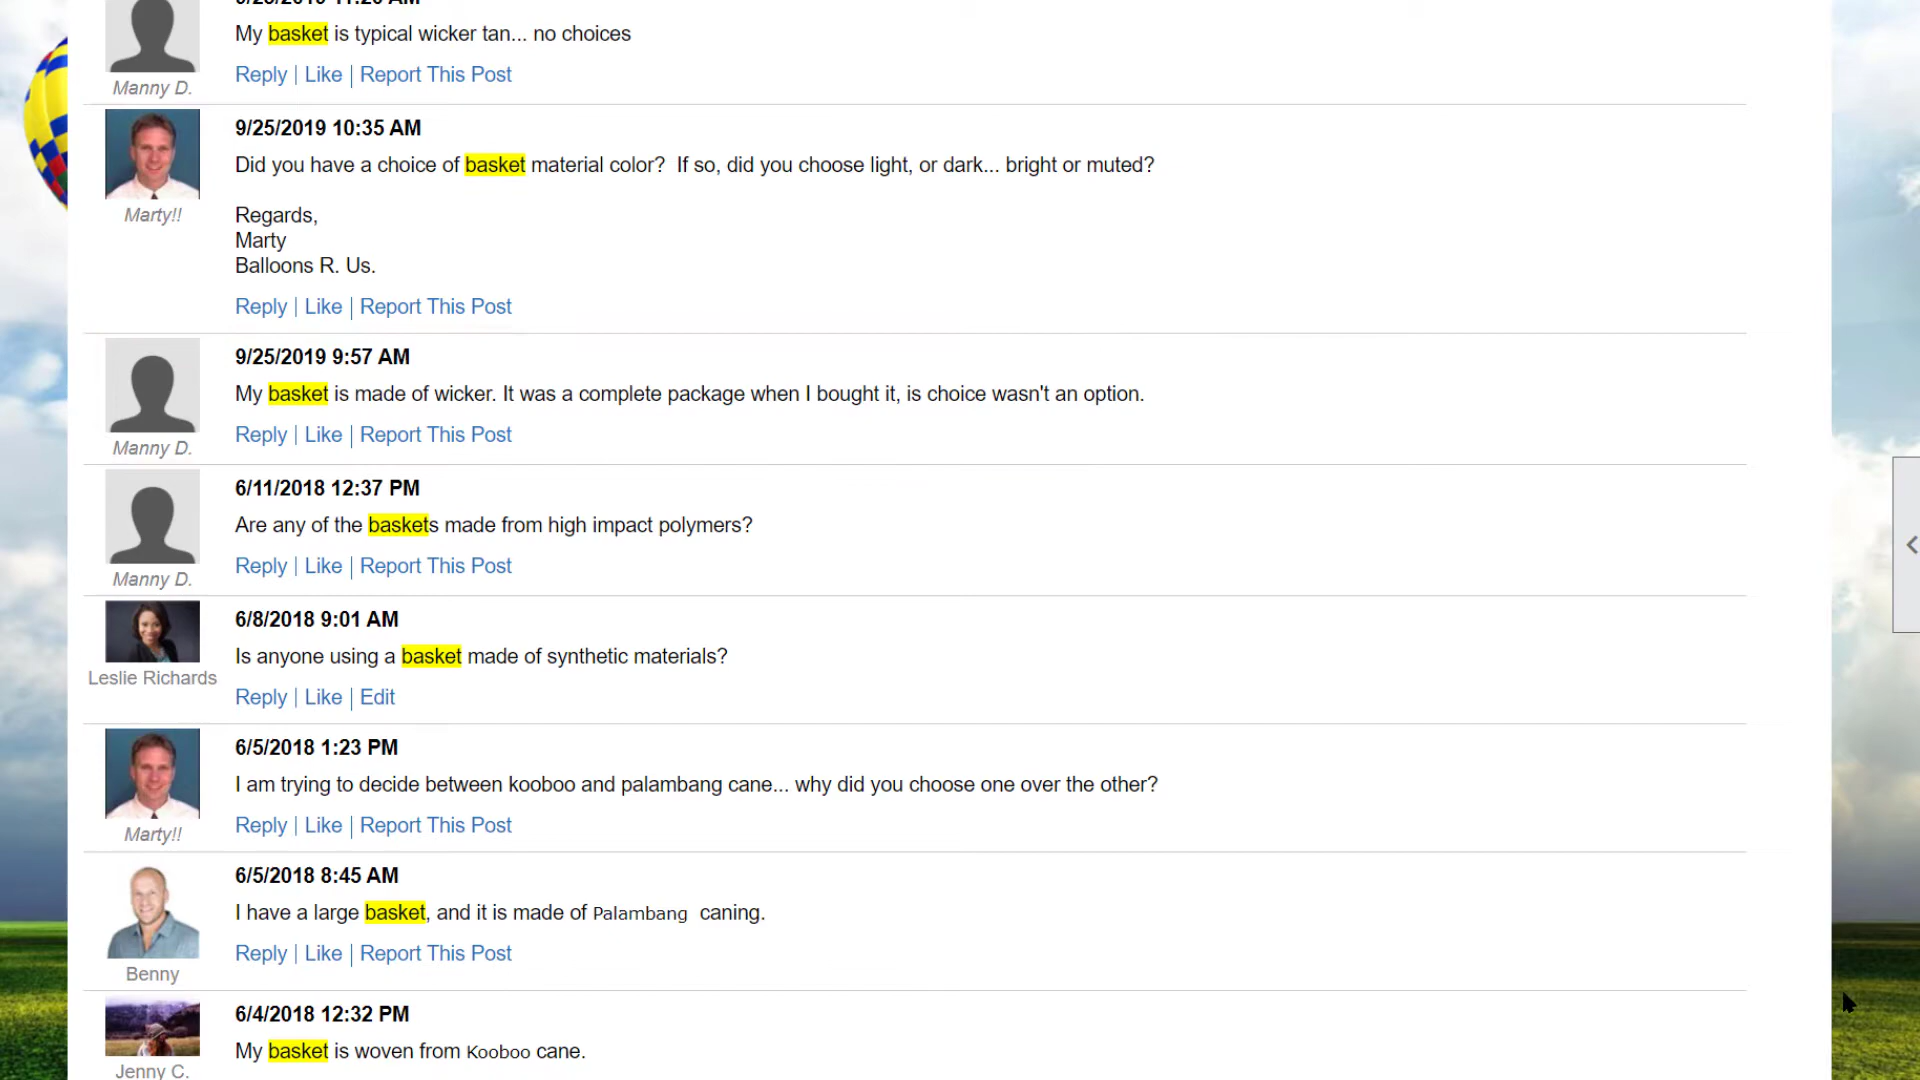 My basket is typical wicker tan... no choices
Reply | Like | Report This Post
Manny D.
9/25/2019 10:35 AM
Did you have a choice of basket material color?  If so, did you choose light, or dark... bright or muted?
Regards,
Marty
Balloons R. Us.
Marty!!
Reply | Like | Report This Post
9/25/2019 9:57 AM
My basket is made of wicker. It was a complete package when I bought it, is choice wasn't an option.
Reply | Like | Report This Post
Manny D.
6/11/2018 12:37 PM
Are any of the baskets made from high impact polymers?
Reply | Like | Report This Post
Manny D.
6/8/2018 9:01 AM
Is anyone using a basket made of synthetic materials?
Leslie Richards
Reply | Like | Edit
6/5/2018 1:23 PM
I am trying to decide between kooboo and palambang cane... why did you choose one over the other?
Reply | Like | Report This Post
Marty!!
6/5/2018 8:45 AM
I have a large basket, and it is made of Palambang  caning.
Reply | Like | Report This Post
Benny
6/4/2018 12:32 PM
My basket is woven from Kooboo cane.
Jenny C.